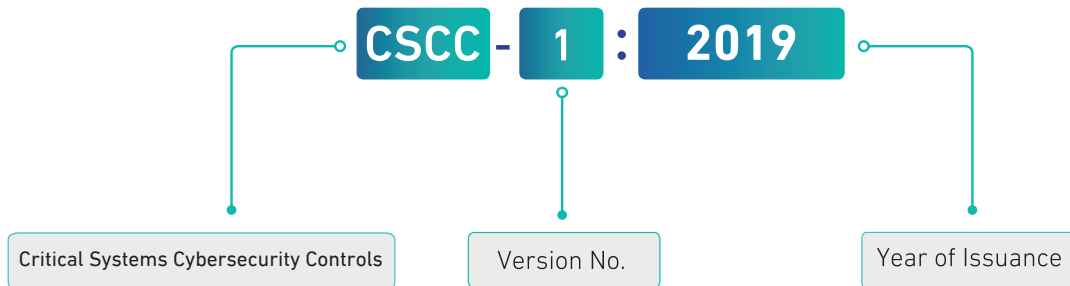 CSCC - 1 : 2019
Critical Systems Cybersecurity Controls
Version No.
Year of Issuance